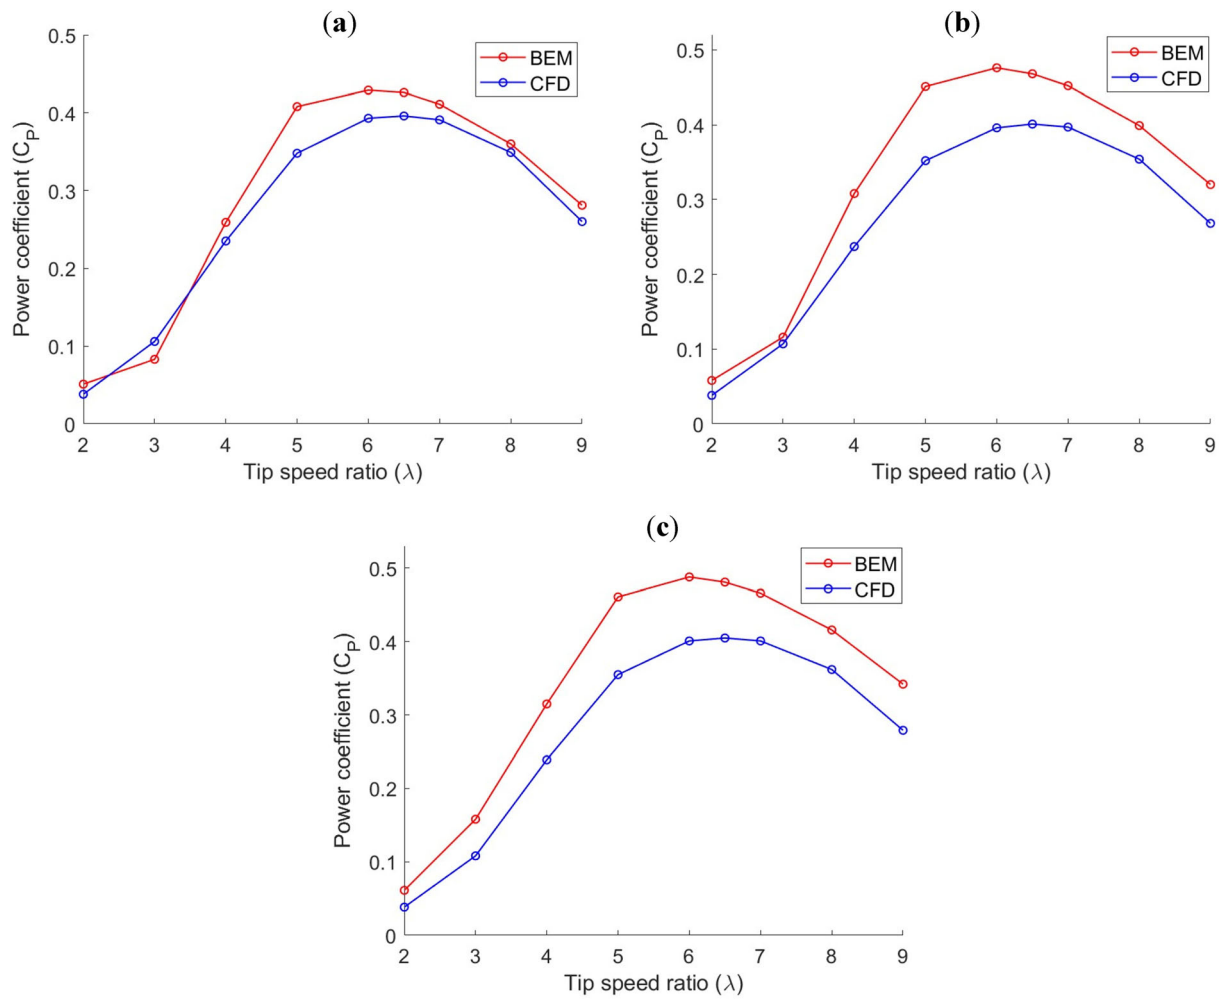 (a)
0.5
0.4
0.3
0.2
0.1
0
Power coefficient (C_P)
BEM
CFD
2 3 4 5 6 7 8 9
Tip speed ratio (λ)
(b)
0.5
0.4
0.3
0.2
0.1
0
Power coefficient (C_P)
BEM
CFD
2 3 4 5 6 7 8 9
Tip speed ratio (λ)
(c)
0.5
0.4
0.3
0.2
0.1
0
Power coefficient (C_P)
BEM
CFD
2 3 4 5 6 7 8 9
Tip speed ratio (λ)